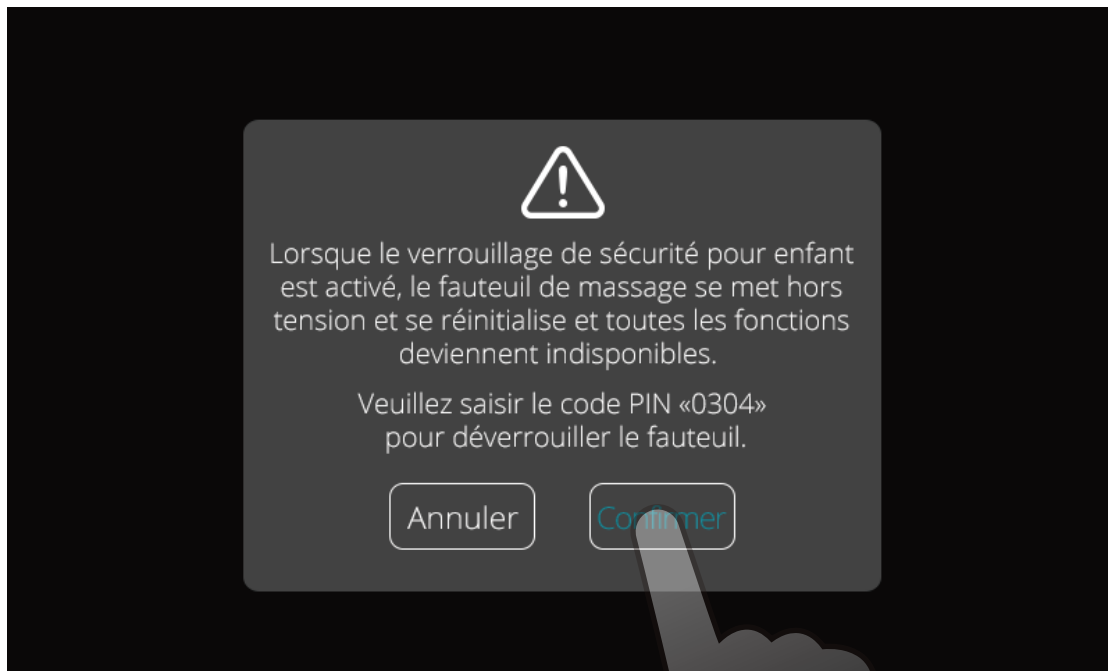 Lorsque le verrouillage de sécurité pour enfant
est activé, le fauteuil de massage se met hors
tension et se réinitialise et toutes les fonctions
deviennent indisponibles.
Veuillez saisir le code PIN «0304»
pour déverrouiller le fauteuil.
Annuler
Confirmer